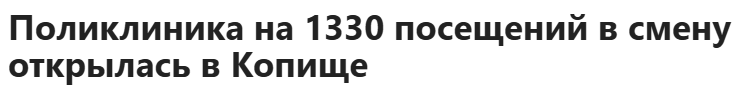 Поликлиника на 1330 посещений в смену
открылась в Копище